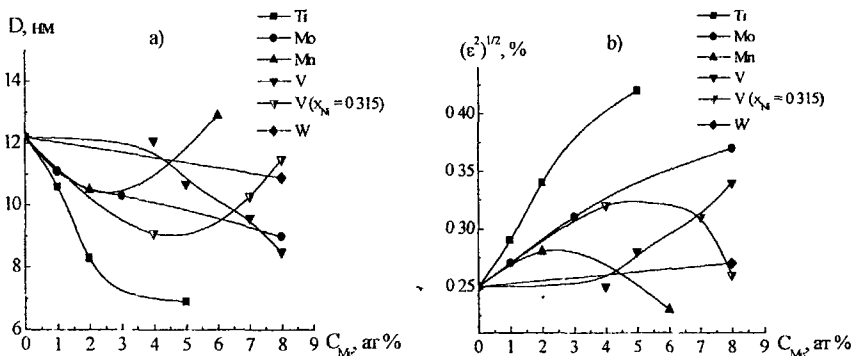 D, нм
a)
Ti
Mo
Mn
V
V (x_Ni = 0.315)
W
14
12
10
8
6
0 1 2 3 4 5 6 7 8 9
C_Me, ат %
(ε²)^1/2, %
b)
Ti
Mo
Mn
V
V (x_Ni = 0.315)
W
0.40
0.35
0.30
0.25
0 1 2 3 4 5 6 7 8 9
C_Me, ат %